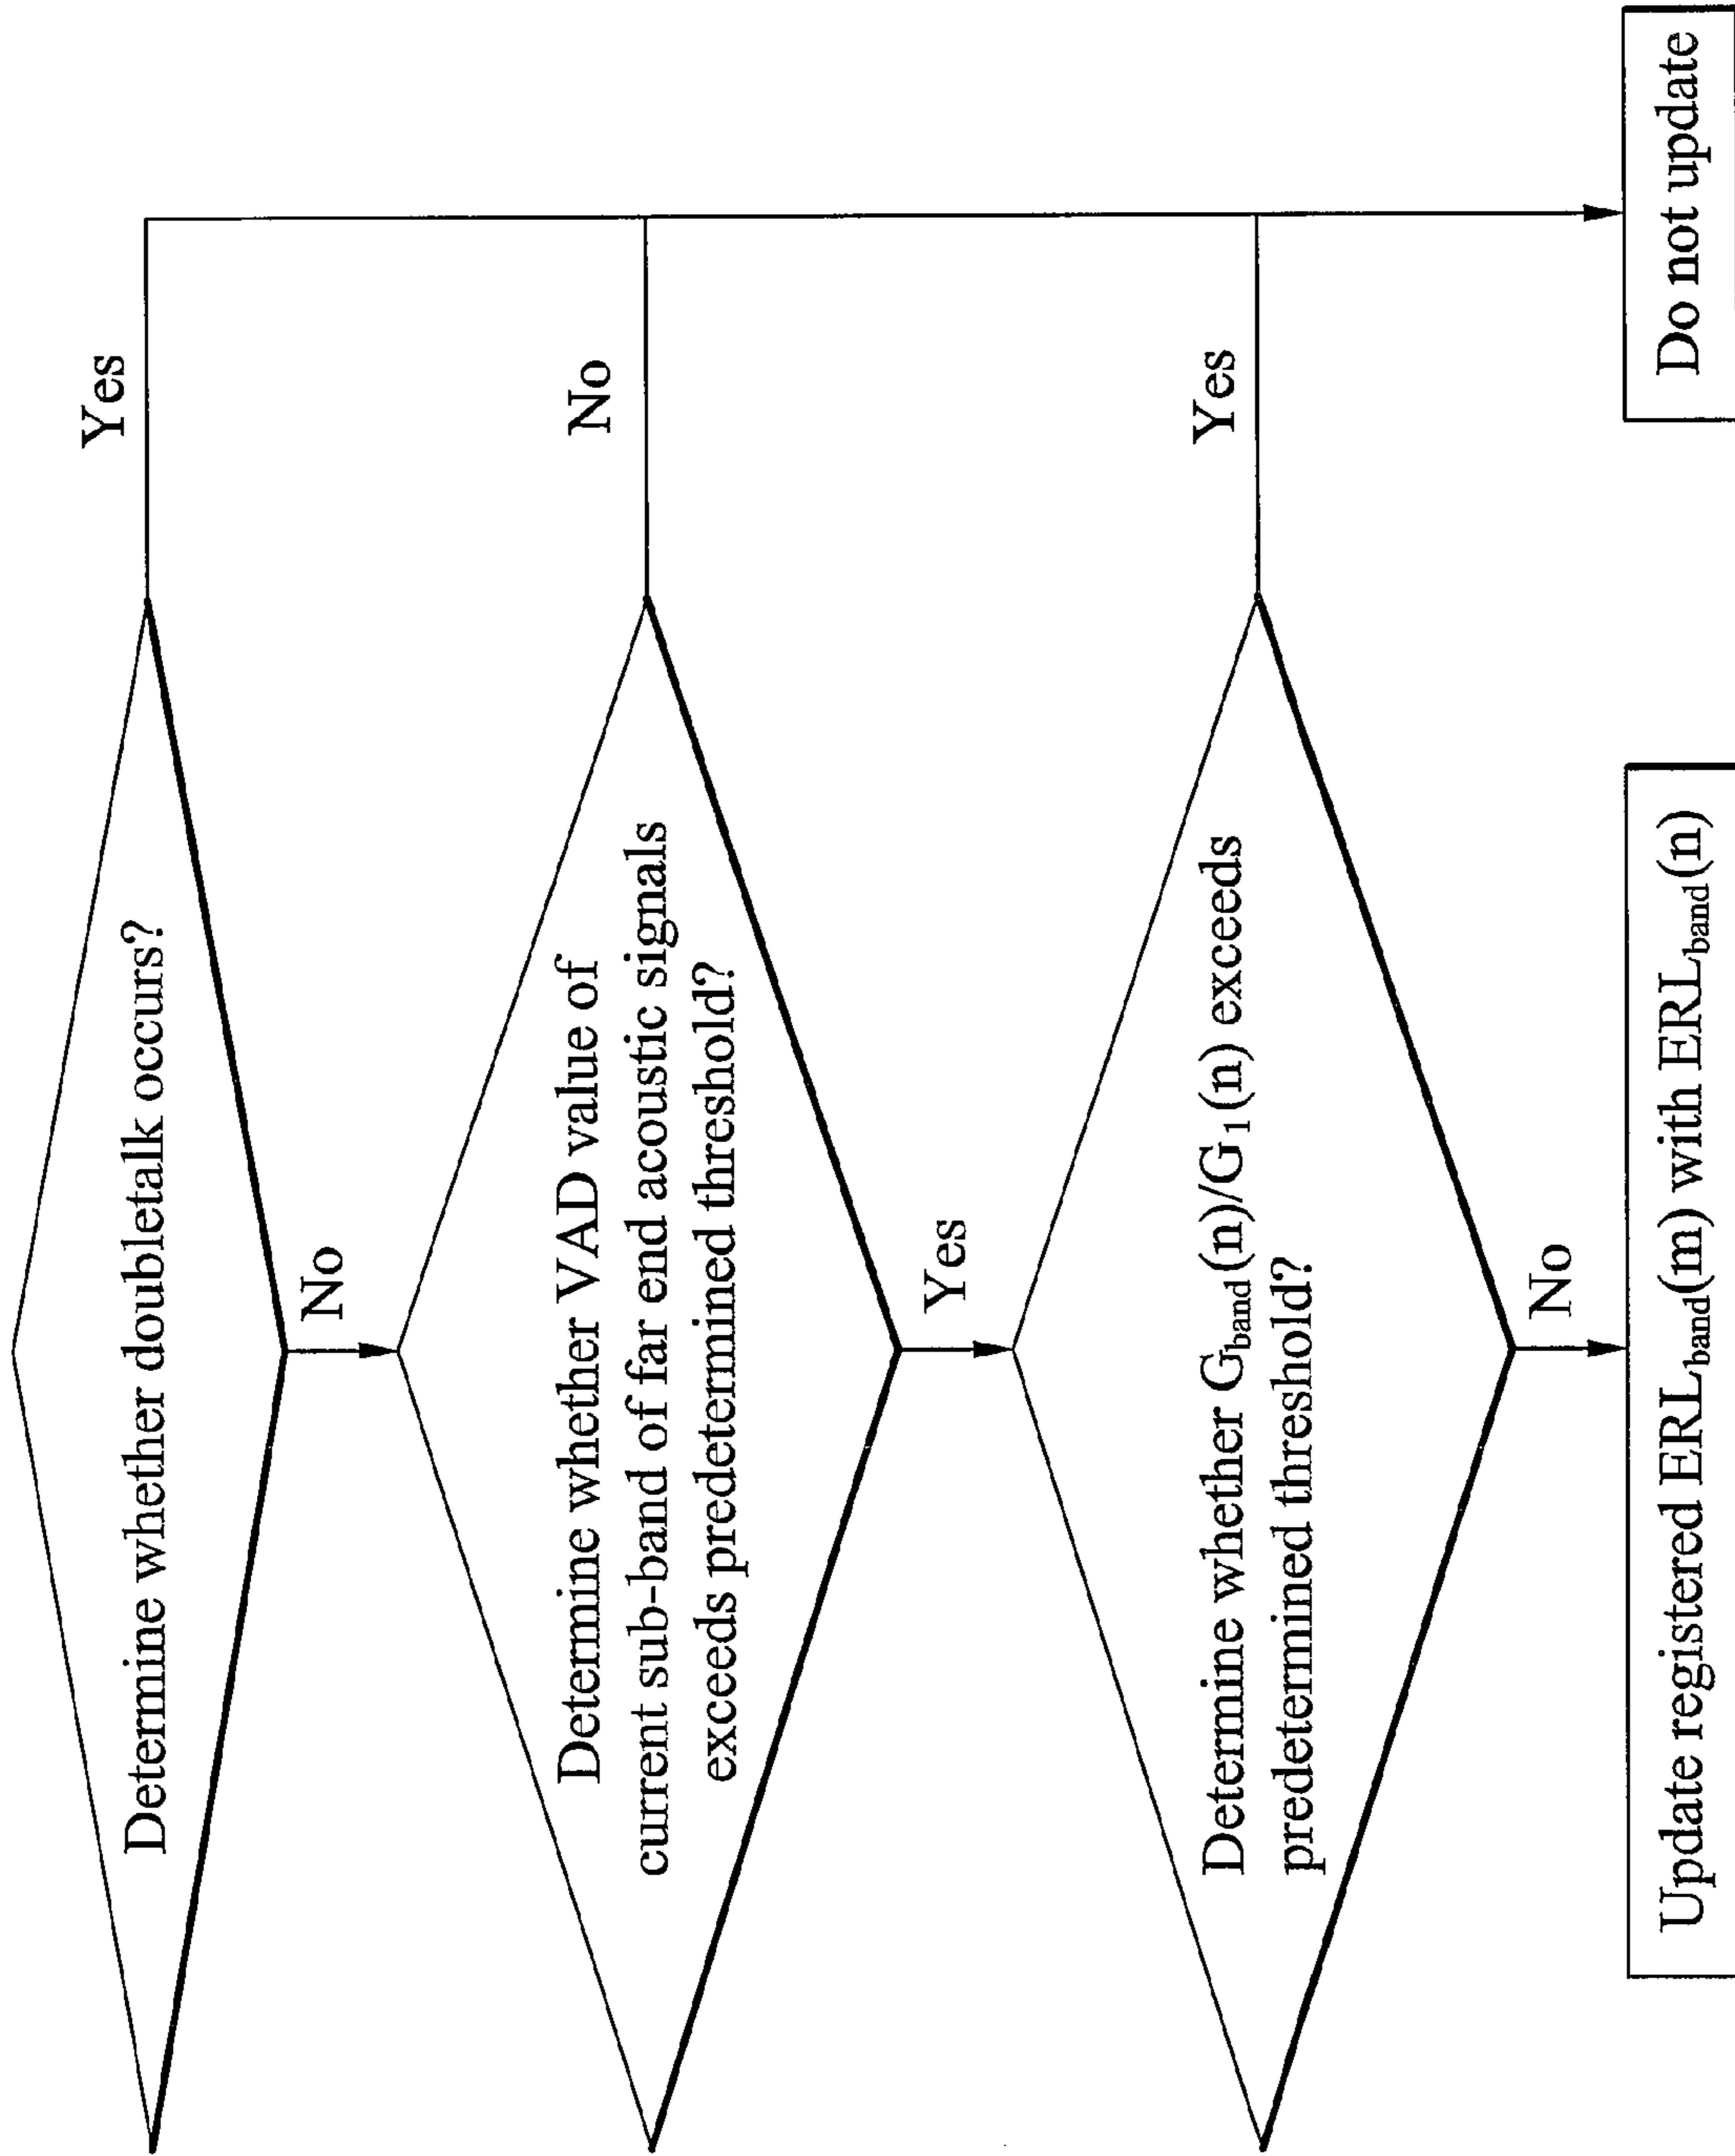 Determine whether doubletalk occurs?
Yes
No
Determine whether VAD value of
current sub-band of far end acoustic signals
exceeds predetermined threshold?
No
Yes
Determine whether G_band(n)/G_1(n) exceeds
predetermined threshold?
Yes
No
Update registered ERL_band(m) with ERL_band(n)
Do not update